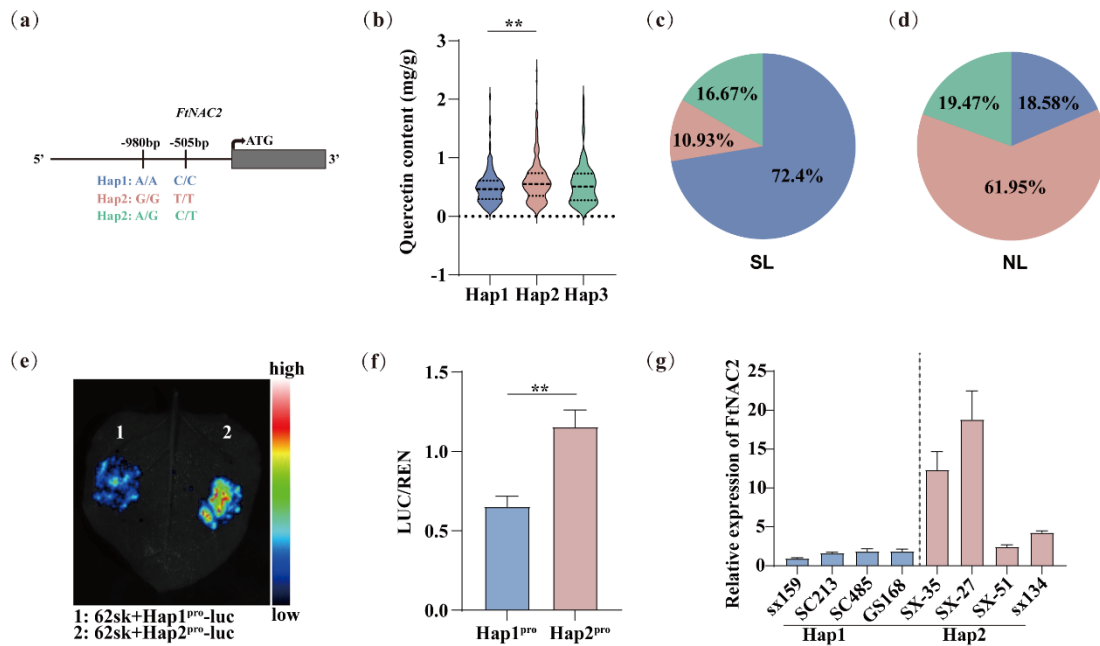 (a)
FtNAC2
-980bp -505bp ATG
5’ 3’
Hap1: A/A C/C
Hap2: G/G T/T
Hap2: A/G C/T
(b)
**
Quercetin content (mg/g)
3
2
1
0
-1
Hap1 Hap2 Hap3
(c)
16.67%
10.93%
72.4%
SL
(d)
19.47% 18.58%
61.95%
NL
(e)
high
1 2
low
1: 62sk+Hap1pro-luc
2: 62sk+Hap2pro-luc
(f)
**
LUC/REN
1.5
1.0
0.5
0.0
Hap1pro Hap2pro
(g)
Relative expression of FtNAC2
25
20
15
10
5
0
sx159 SC213 SC485 GS168 SX-35 SX-27 SX-51 sx134
Hap1 Hap2